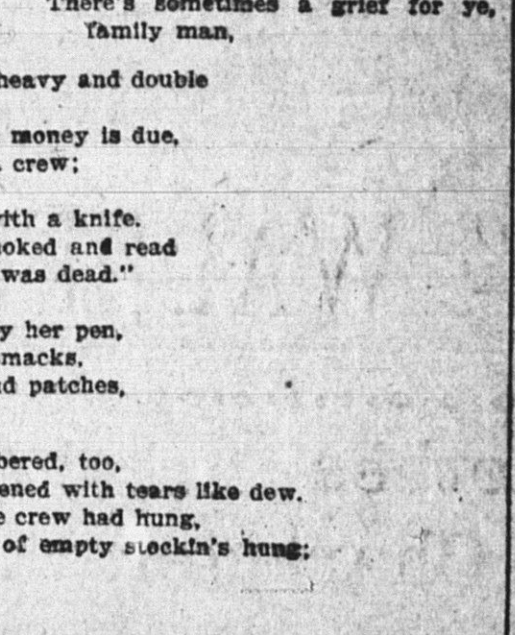 There's sometimes a grief for ye,
family man,
heavy and double
money is due,
crew;
with a knife.
ooked and read
was dead."
y her pen,
smacks,
nd patches,
bered, too,
ened with tears like dew.
e crew had hung,
of empty stockin's hung;